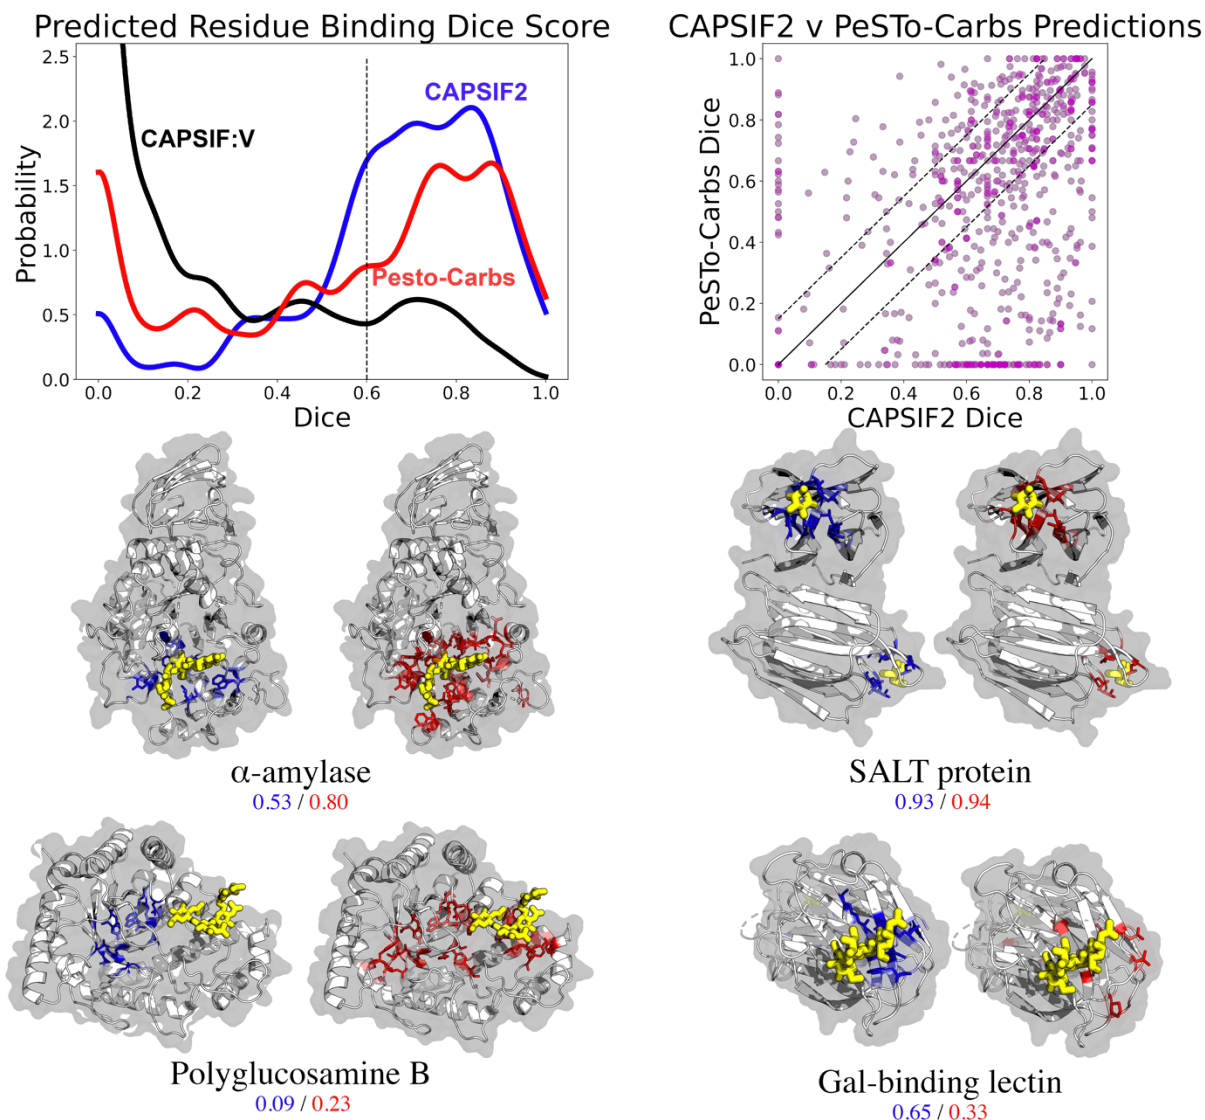 Predicted Residue Binding Dice Score
2.5
2.0
1.5
1.0
0.5
0.0
Probability
CAPSIF:V
CAPSIF2
Pesto-Carbs
0.0 0.2 0.4 0.6 0.8 1.0
Dice
CAPSIF2 v PeSTo-Carbs Predictions
1.0
0.8
0.6
0.4
0.2
0.0
PeSTo-Carbs Dice
0.0 0.2 0.4 0.6 0.8 1.0
CAPSIF2 Dice
α-amylase
0.53 / 0.80
SALT protein
0.93 / 0.94
Polyglucosamine B
0.09 / 0.23
Gal-binding lectin
0.65 / 0.33